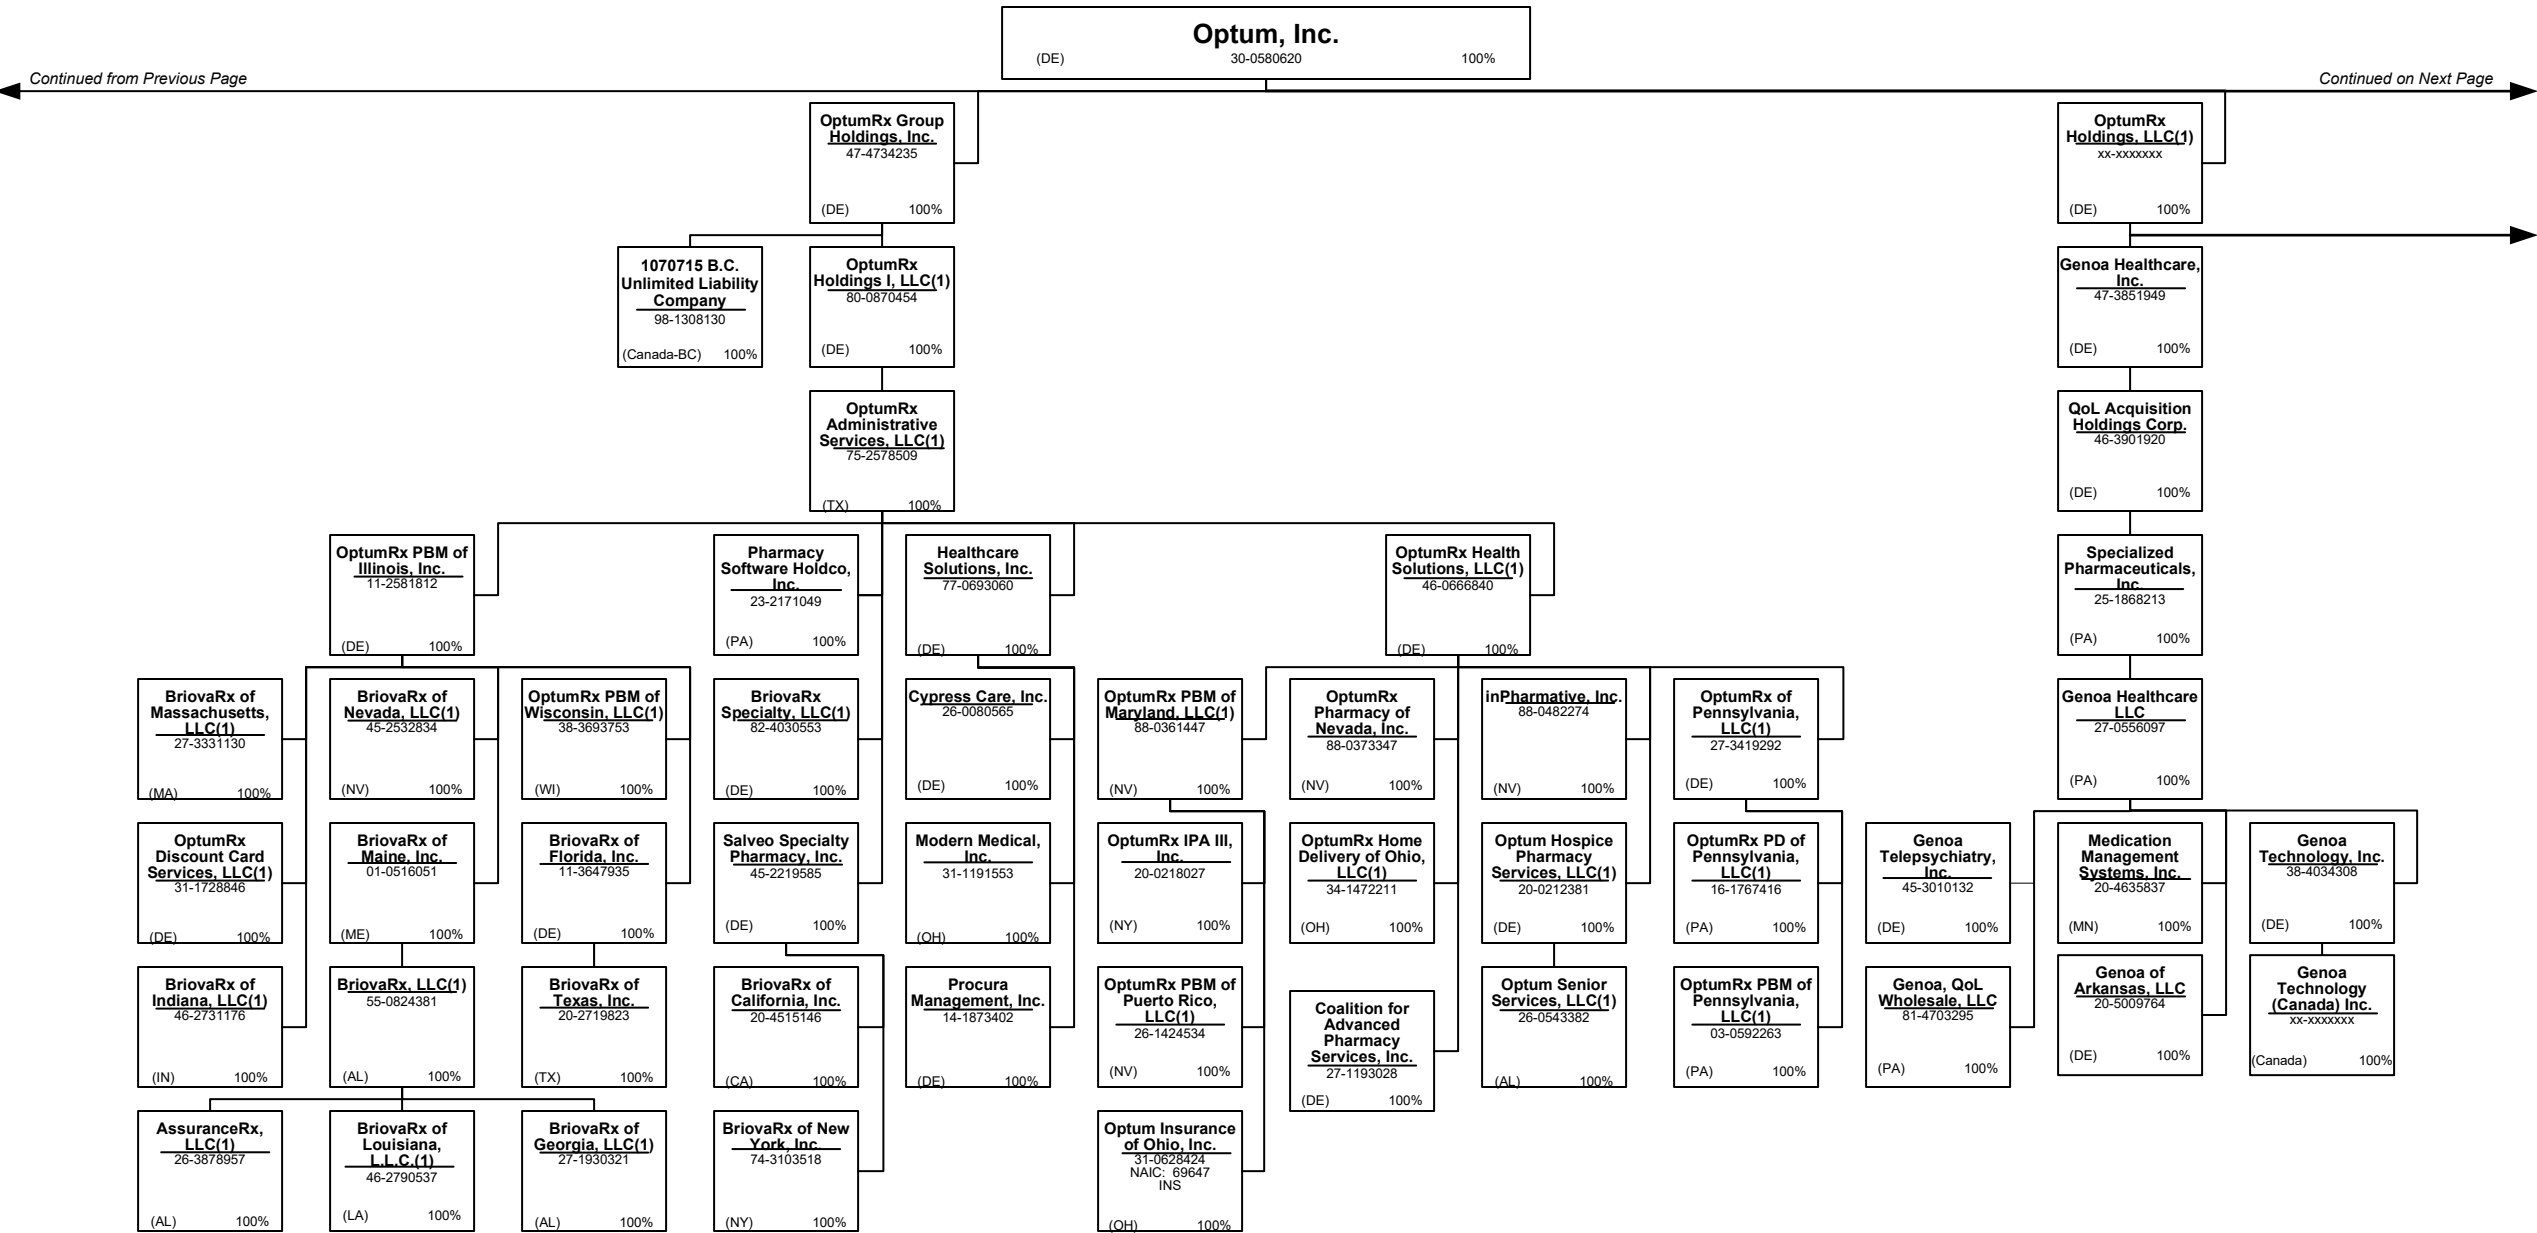 Optum, Inc.
(DE) 30-0580620 100%
Continued from Previous Page
Continued on Next Page
OptumRx Group
Holdings, Inc.
47-4734235
(DE) 100%
OptumRx
Holdings, LLC(1)
xx-xxxxxxx
(DE) 100%
1070715 B.C.
Unlimited Liability
Company
98-1308130
(Canada-BC) 100%
OptumRx
Holdings I, LLC(1)
80-0870454
(DE) 100%
Genoa Healthcare,
Inc.
47-3851949
(DE) 100%
OptumRx
Administrative
Services, LLC(1)
75-2578509
(TX) 100%
QoL Acquisition
Holdings Corp.
46-3901920
(DE) 100%
OptumRx PBM of
Illinois, Inc.
11-2581812
(DE) 100%
Pharmacy
Software Holdco,
Inc.
23-2171049
(PA) 100%
Healthcare
Solutions, Inc.
77-0693060
(DE) 100%
OptumRx Health
Solutions, LLC(1)
46-0666840
(DE) 100%
Specialized
Pharmaceuticals,
Inc.
25-1868213
(PA) 100%
BriovaRx of
Massachusetts,
LLC(1)
27-3331130
(MA) 100%
BriovaRx of
Nevada, LLC(1)
45-2532834
(NV) 100%
OptumRx PBM of
Wisconsin, LLC(1)
38-3693753
(WI) 100%
BriovaRx
Specialty, LLC(1)
82-4030553
(DE) 100%
Cypress Care, Inc.
26-0080565
(DE) 100%
OptumRx PBM of
Maryland, LLC(1)
88-0361447
(NV) 100%
OptumRx
Pharmacy of
Nevada, Inc.
88-0373347
(NV) 100%
inPharmative, Inc.
88-0482274
(NV) 100%
OptumRx of
Pennsylvania,
LLC(1)
27-3419292
(DE) 100%
Genoa Healthcare
LLC
27-0556097
(PA) 100%
OptumRx
Discount Card
Services, LLC(1)
31-1728846
(DE) 100%
BriovaRx of
Maine, Inc.
01-0516051
(ME) 100%
BriovaRx of
Florida, Inc.
11-3647935
(DE) 100%
Salveo Specialty
Pharmacy, Inc.
45-2219585
(DE) 100%
Modern Medical,
Inc.
31-1191553
(OH) 100%
OptumRx IPA III,
Inc.
20-0218027
(NY) 100%
OptumRx Home
Delivery of Ohio,
LLC(1)
34-1472211
(OH) 100%
Optum Hospice
Pharmacy
Services, LLC(1)
20-0212381
(DE) 100%
OptumRx PD of
Pennsylvania,
LLC(1)
16-1767416
(PA) 100%
Genoa
Telepsychiatry,
Inc.
45-3010132
(DE) 100%
Medication
Management
Systems, Inc.
20-4635837
(MN) 100%
Genoa
Technology, Inc.
38-4034308
(DE) 100%
BriovaRx of
Indiana, LLC(1)
46-2731176
(IN) 100%
BriovaRx, LLC(1)
55-0824381
(AL) 100%
BriovaRx of
Texas, Inc.
20-2719823
(TX) 100%
BriovaRx of
California, Inc.
20-4515146
(CA) 100%
Procura
Management, Inc.
14-1873402
(DE) 100%
OptumRx PBM of
Puerto Rico,
LLC(1)
26-1424534
(NV) 100%
Coalition for
Advanced
Pharmacy
Services, Inc.
27-1193028
(DE) 100%
Optum Senior
Services, LLC(1)
26-0543382
(AL) 100%
OptumRx PBM of
Pennsylvania,
LLC(1)
03-0592263
(PA) 100%
Genoa, QoL
Wholesale, LLC
81-4703295
(PA) 100%
Genoa of
Arkansas, LLC
20-5009764
(DE) 100%
Genoa
Technology
(Canada) Inc.
xx-xxxxxxx
(Canada) 100%
AssuranceRx,
LLC(1)
26-3878957
(AL) 100%
BriovaRx of
Louisiana,
L.L.C.(1)
46-2790537
(LA) 100%
BriovaRx of
Georgia, LLC(1)
27-1930321
(AL) 100%
BriovaRx of New
York, Inc.
74-3103518
(NY) 100%
Optum Insurance
of Ohio, Inc.
31-0628424
NAIC: 69647
INS
(OH) 100%